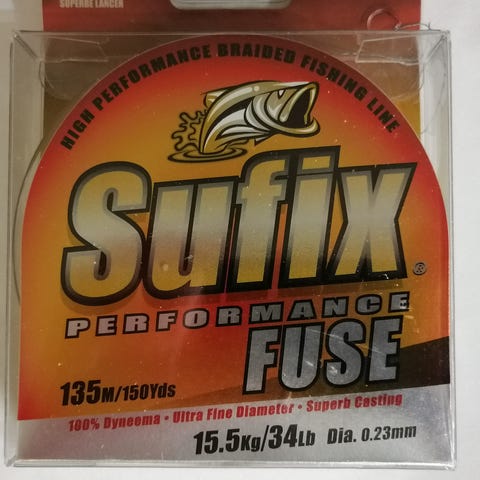 SUPERBE LANCER
HIGH PERFORMANCE BRAIDED FISHING LINE
Sufix®
PERFORMANCE
FUSE
135M/150Yds
100% Dyneema • Ultra Fine Diameter • Superb Casting
15.5Kg/34Lb Dia. 0.23mm